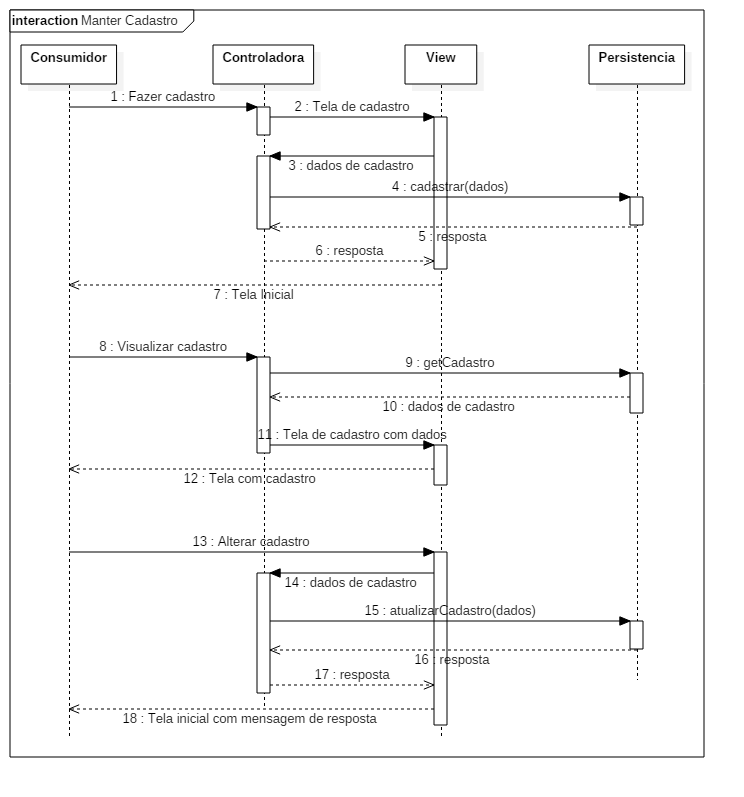 interaction Manter Cadastro
Consumidor
Controladora
View
Persistencia
1 : Fazer cadastro
2 : Tela de cadastro
3 : dados de cadastro
4 : cadastrar(dados)
5 : resposta
6 : resposta
7 : Tela Inicial
8 : Visualizar cadastro
9 : getCadastro
10 : dados de cadastro
11 : Tela de cadastro com dados
12 : Tela com cadastro
13 : Alterar cadastro
14 : dados de cadastro
15 : atualizarCadastro(dados)
16 : resposta
17 : resposta
18 : Tela inicial com mensagem de resposta